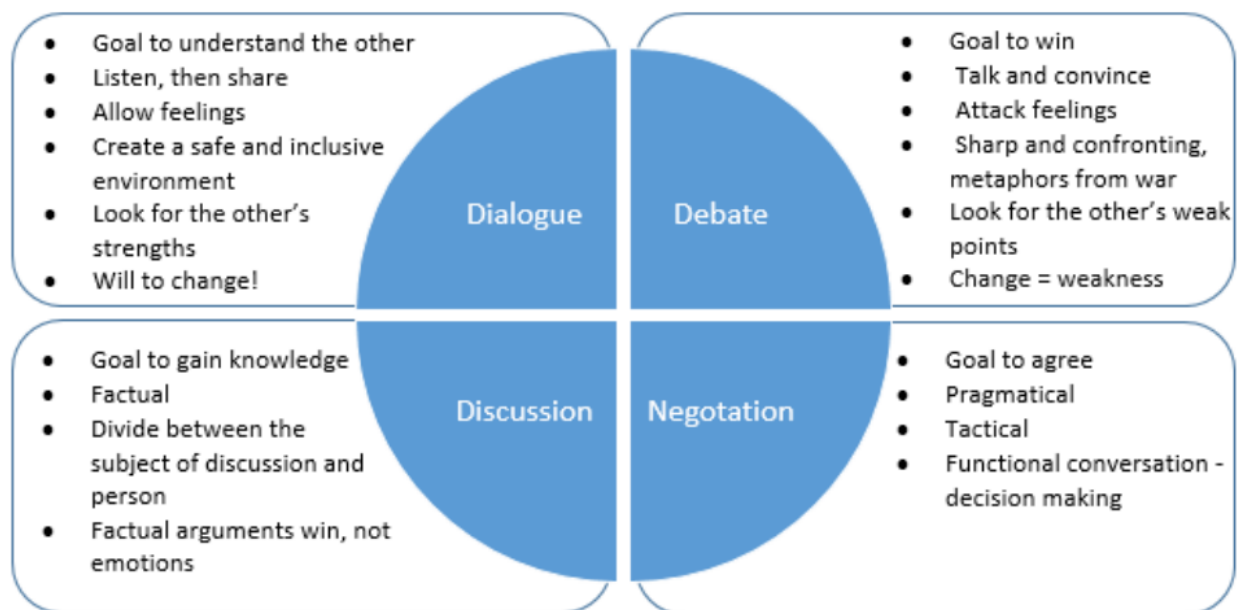 • Goal to understand the other
• Listen, then share
• Allow feelings
• Create a safe and inclusive
environment
• Look for the other's
strengths
• Will to change!
Dialogue
• Goal to win
• Talk and convince
• Attack feelings
• Sharp and confronting,
metaphors from war
• Look for the other's weak
points
• Change = weakness
Debate
• Goal to gain knowledge
• Factual
• Divide between the
subject of discussion and
person
• Factual arguments win, not
emotions
Discussion
Negotation
• Goal to agree
• Pragmatical
• Tactical
• Functional conversation -
decision making